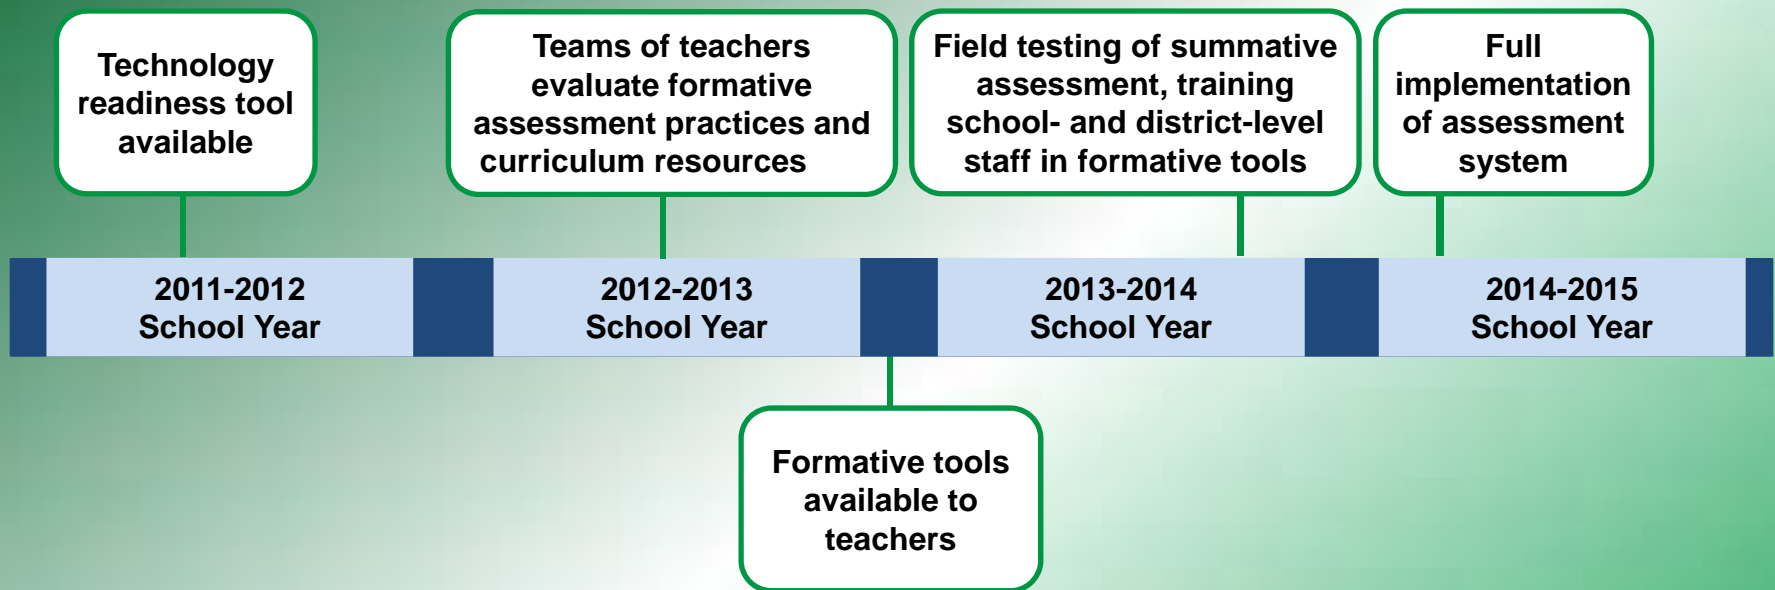 Technology
readiness tool
available
Teams of teachers
evaluate formative
assessment practices and
curriculum resources
Field testing of summative
assessment, training
school- and district-level
staff in formative tools
Full
implementation
of assessment
system
2011-2012
School Year
2012-2013
School Year
2013-2014
School Year
2014-2015
School Year
Formative tools
available to
teachers